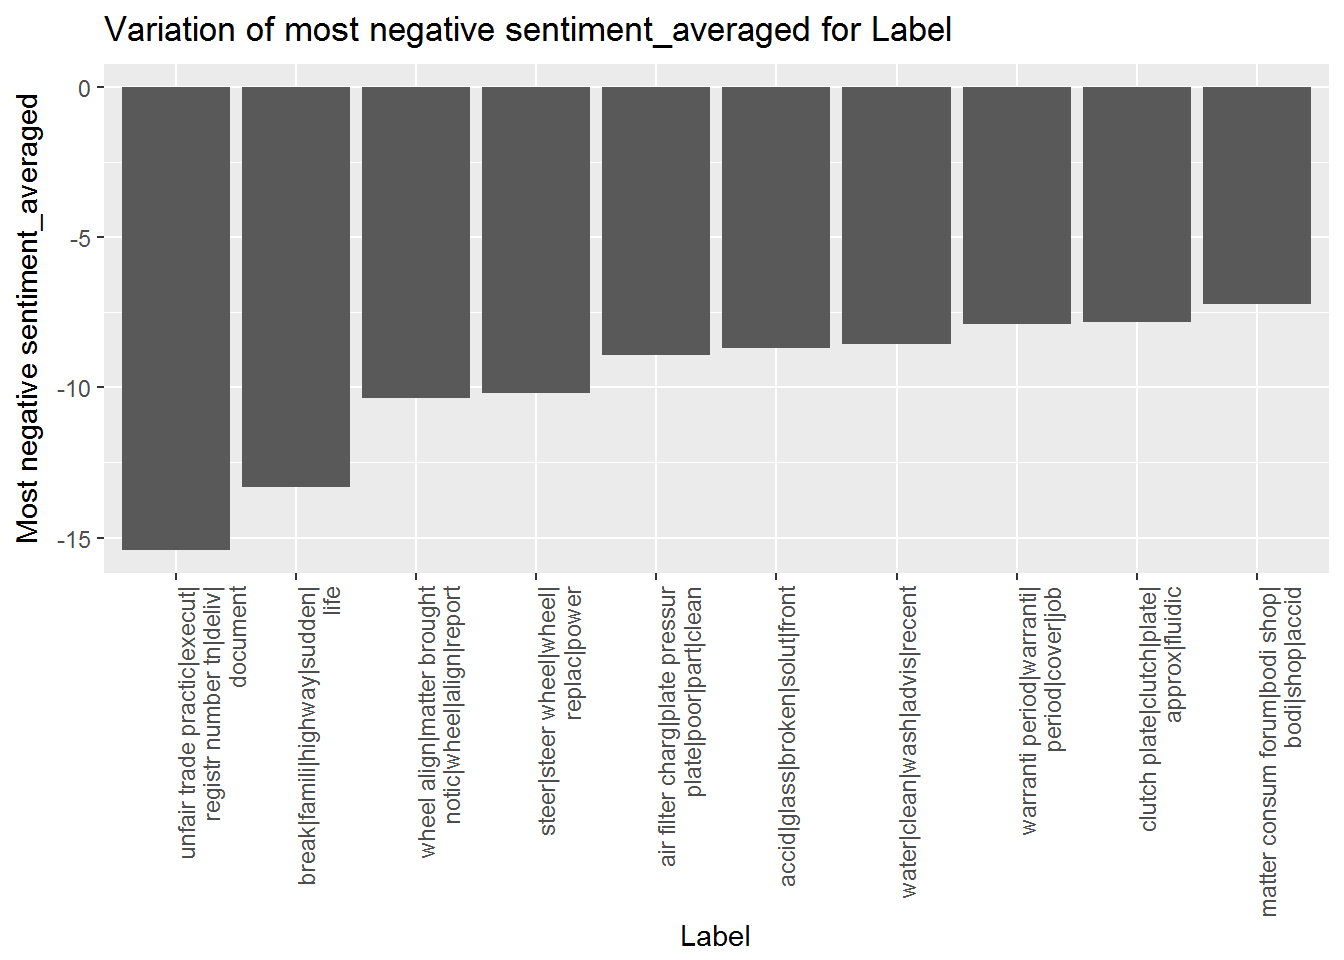 Variation of most negative sentiment_averaged for Label
Most negative sentiment_averaged
0
-5
-10
-15
unfair trade practic|execut|
registr number tn|deliv|
document
break|famili|highway|sudden|
life
wheel align|matter brought
notic|wheel|align|report
steer|steer wheel|wheel|
replac|power
air filter charg|plate pressur
plate|poor|part|clean
accid|glass|broken|solut|front
water|clean|wash|advis|recent
warranti period|warranti|
period|cover|job
clutch plate|clutch|plate|
approx|fluidic
matter consum forum|bodi shop|
bodi|shop|accid
Label